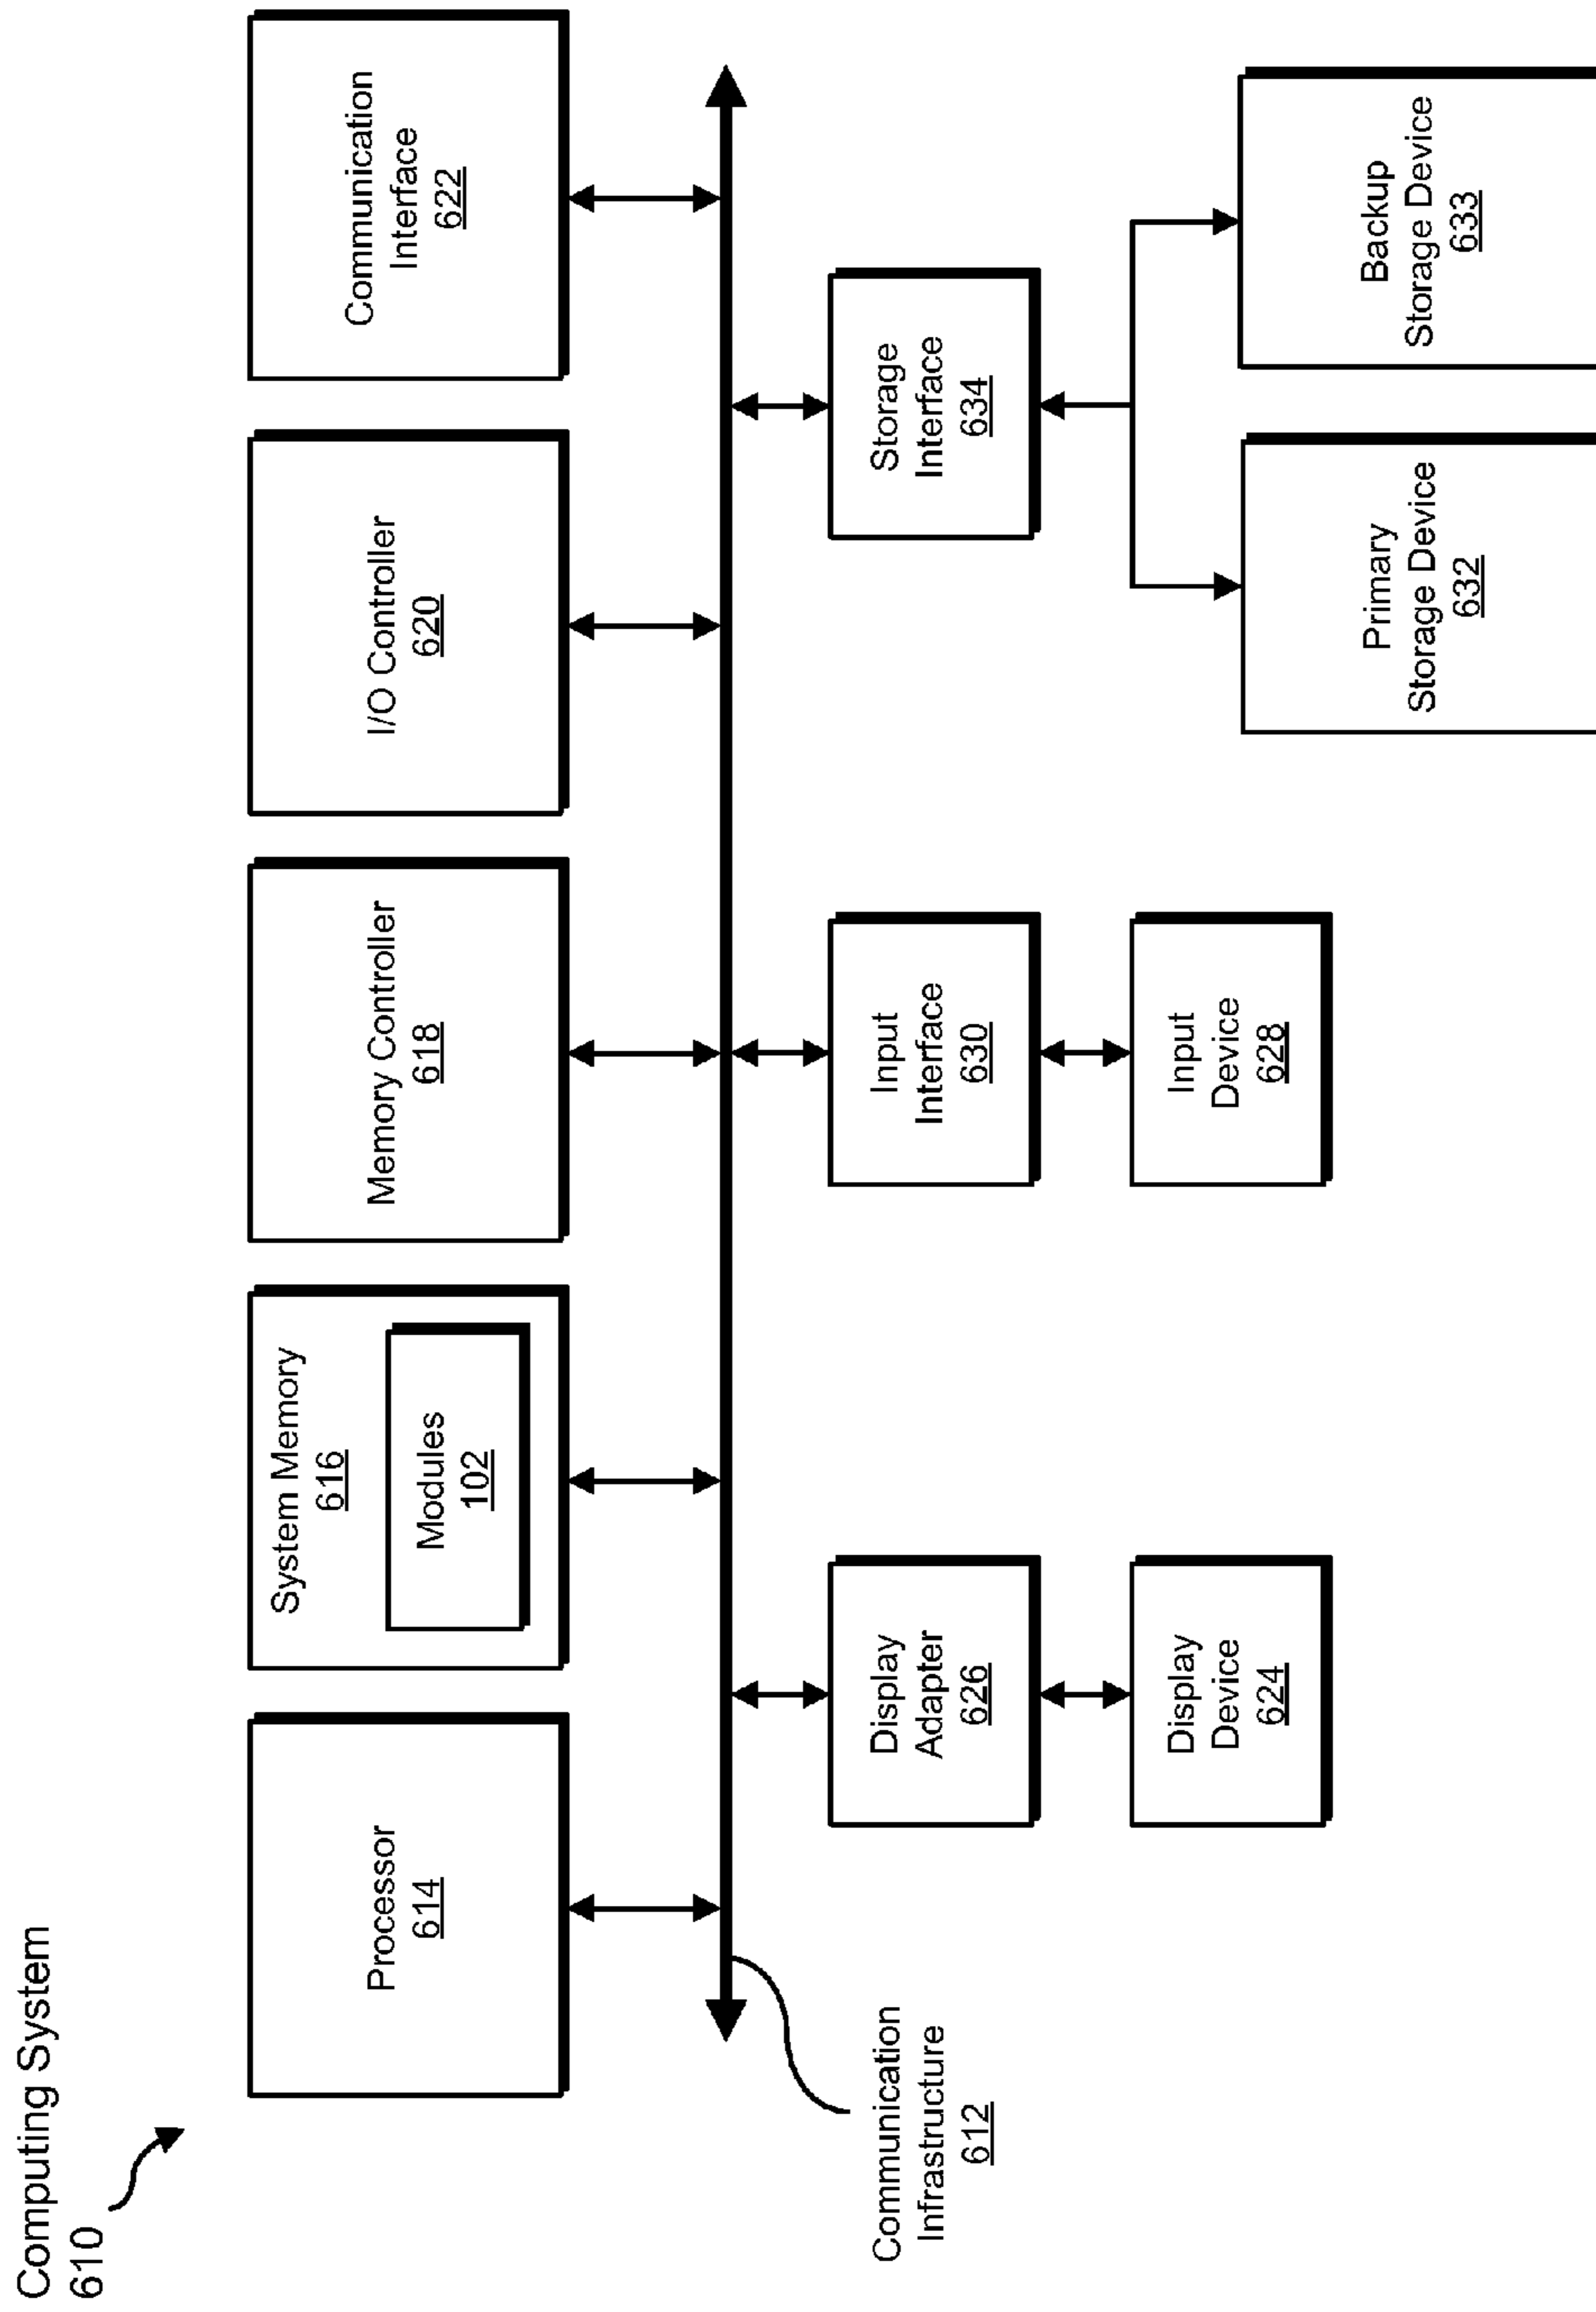 Computing System
610
Processor
614
System Memory
616
Modules
102
Memory Controller
618
I/O Controller
620
Communication
Interface
622
Communication
Infrastructure
612
Display
Adapter
626
Input
Interface
630
Storage
Interface
634
Display
Device
624
Input
Device
628
Primary
Storage Device
632
Backup
Storage Device
633